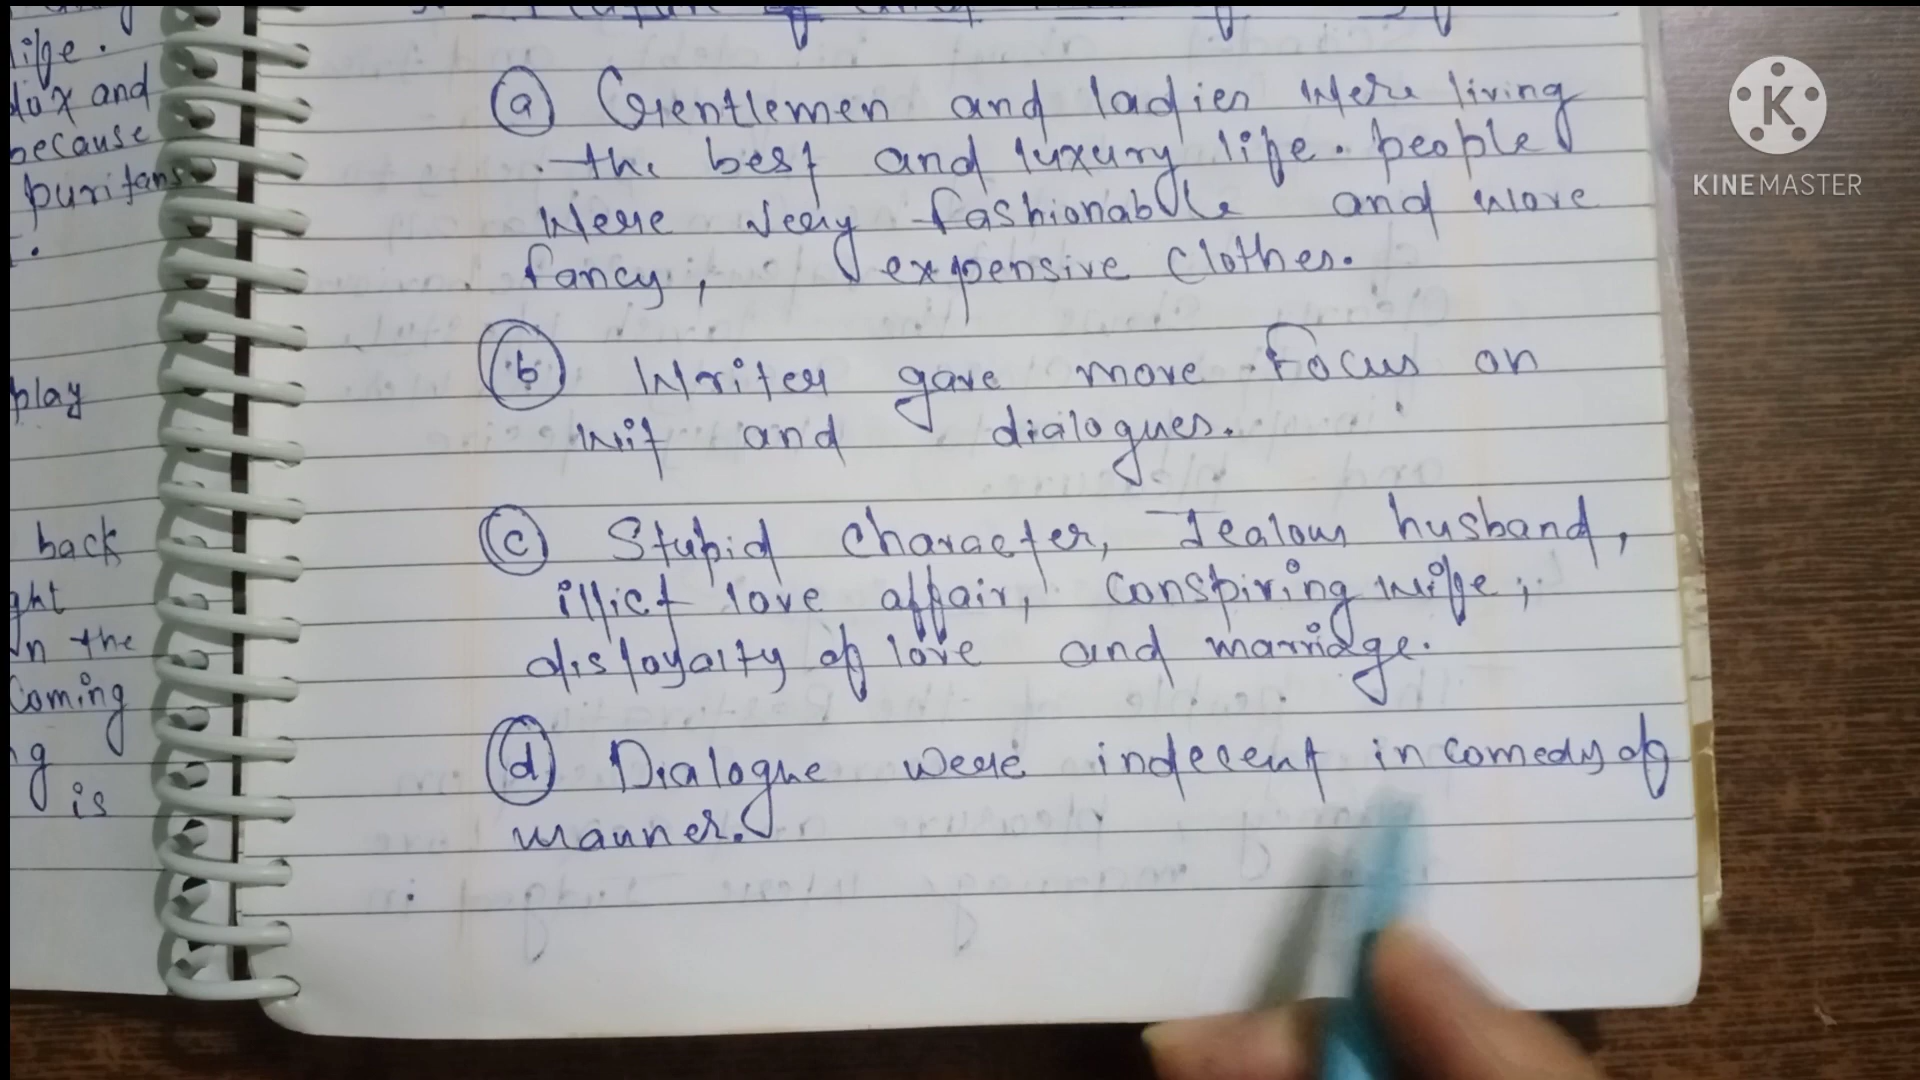 life.
dux and
because
puritans
play
back
ght
n the
Coming
g
is
(a) Gentlemen and ladies were living
the best and luxury life. people
were very fashionable and wore
fancy, expensive Clothes.
(b) Writer gave more Focus on
wit and dialogues.
(c) Stupid character, Jealous husband,
illict love affair, conspiring wife,
disloyalty of love and marriage.
(d) Dialogue were indecent in comedy of
manner.
KINEMASTER